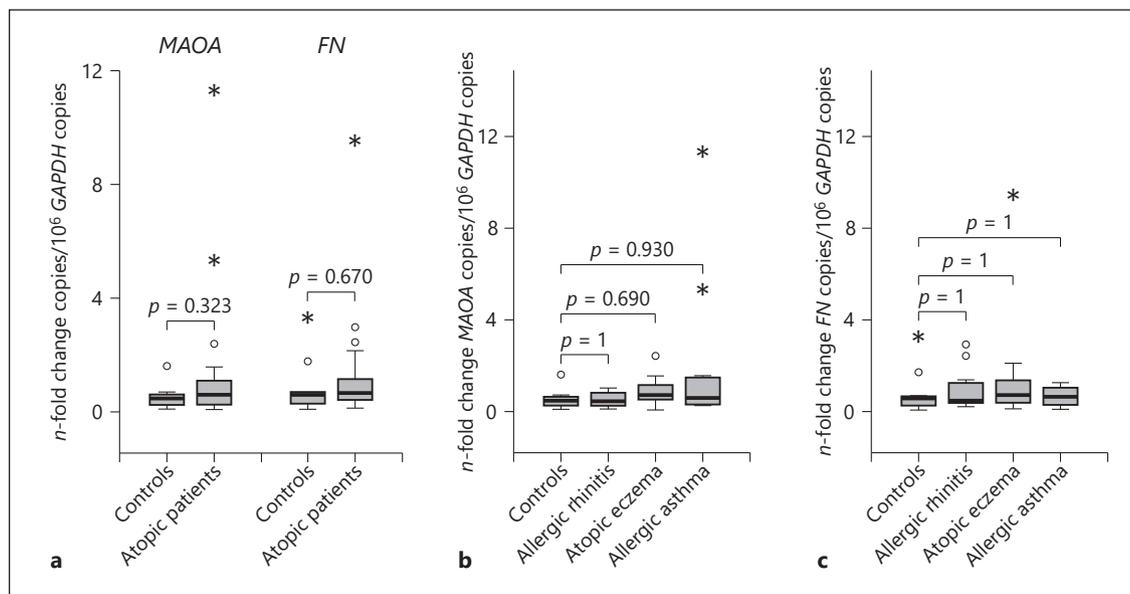 MAOA FN
n-fold change copies/10⁶ GAPDH copies
12
8
4
0
p = 0.323
p = 0.670
*
*
*
*
Controls
Atopic patients
Controls
Atopic patients
a
n-fold change MAOA copies/10⁶ GAPDH copies
12
8
4
0
p = 0.930
p = 0.690
p = 1
*
*
Controls
Allergic rhinitis
Atopic eczema
Allergic asthma
b
n-fold change FN copies/10⁶ GAPDH copies
12
8
4
0
p = 1
p = 1
p = 1
*
*
Controls
Allergic rhinitis
Atopic eczema
Allergic asthma
c